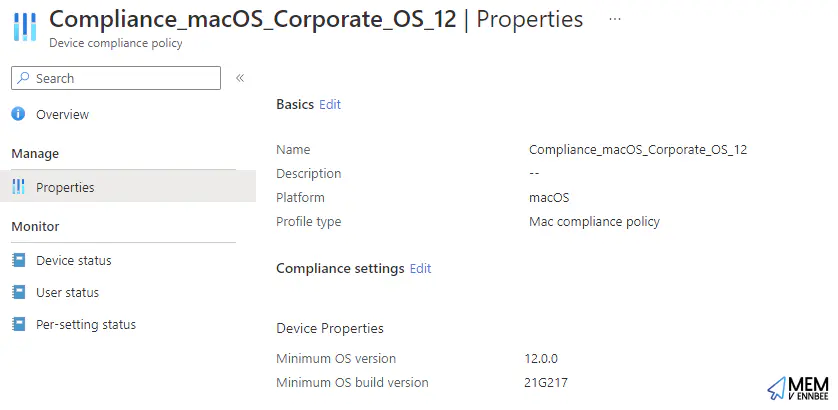 Compliance_macOS_Corporate_OS_12 | Properties ...
Device compliance policy
Search
«
Overview
Manage
Properties
Monitor
Device status
User status
Per-setting status
Basics Edit
Name Compliance_macOS_Corporate_OS_12
Description --
Platform macOS
Profile type Mac compliance policy
Compliance settings Edit
Device Properties
Minimum OS version 12.0.0
Minimum OS build version 21G217
MEM
V ENNBEE